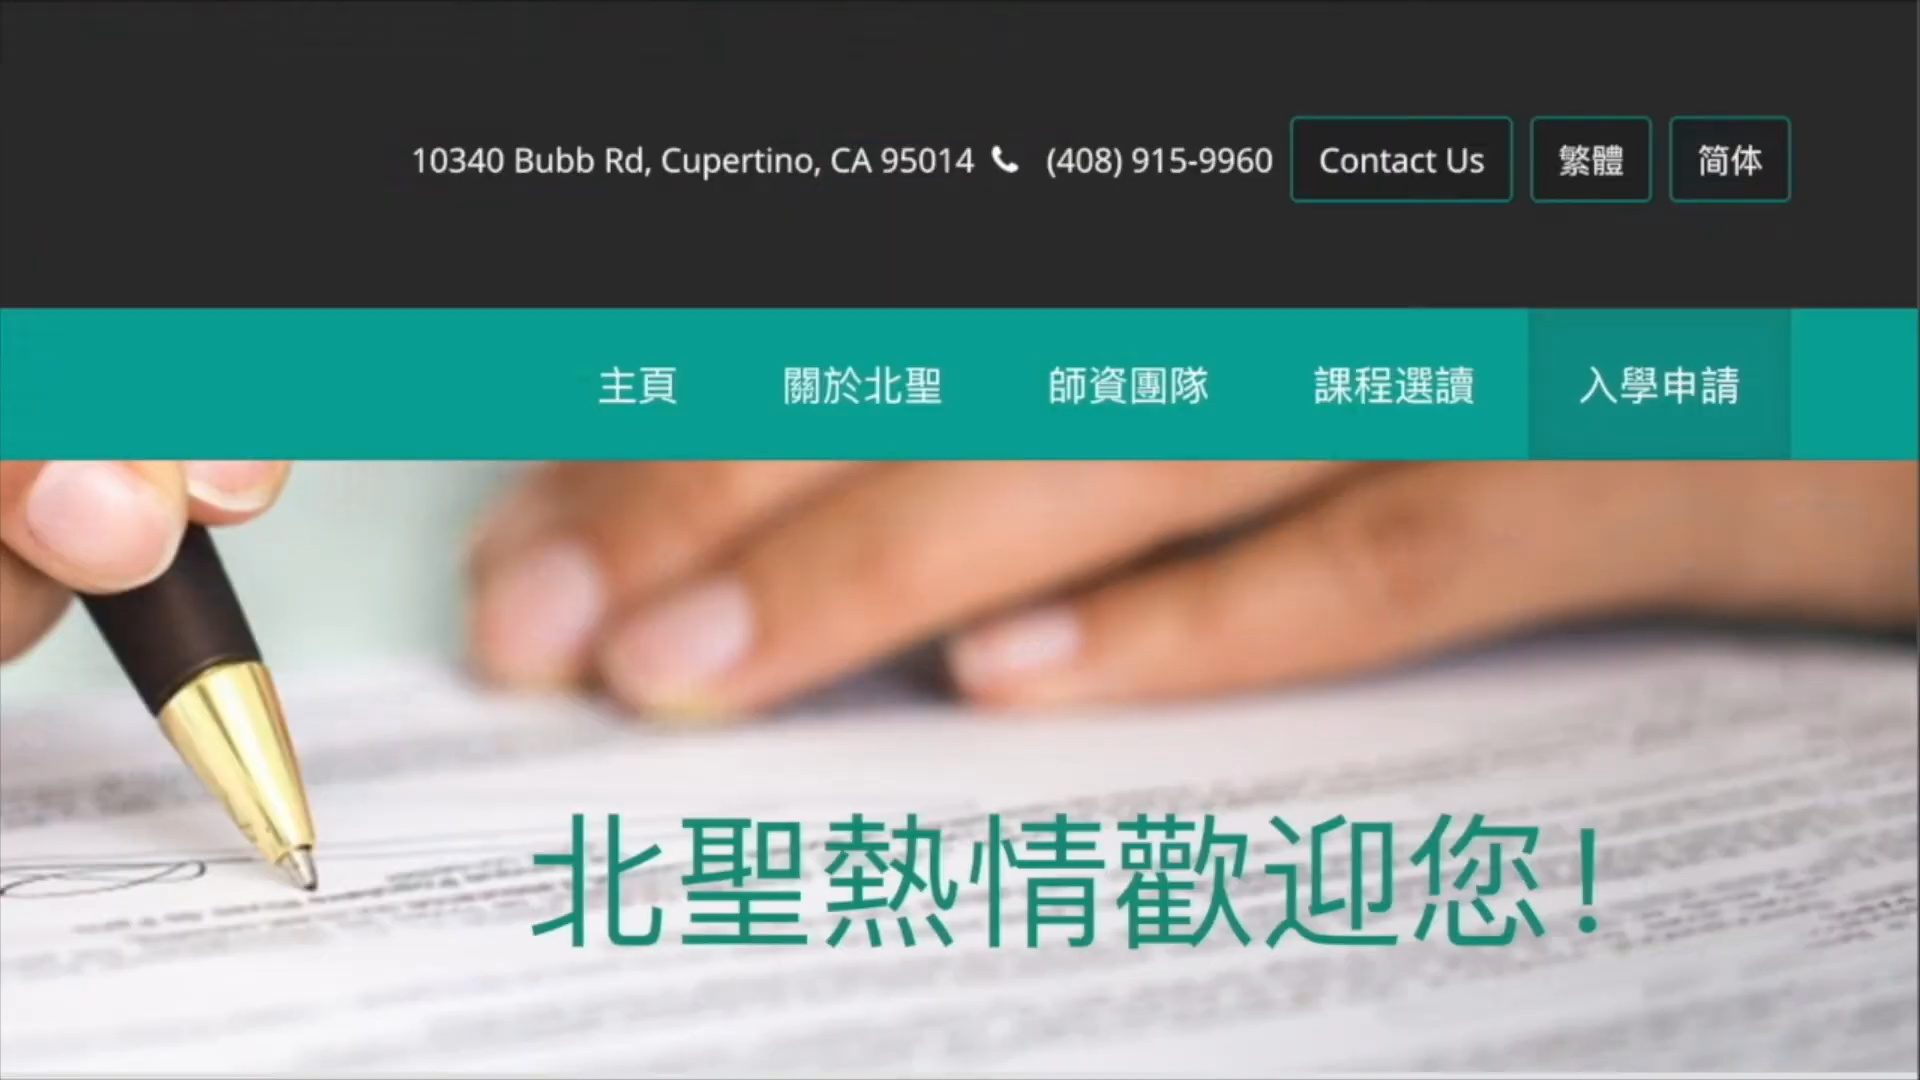 10340 Bubb Rd, Cupertino, CA 95014 (408) 915-9960 Contact Us 繁體 简体
主頁 關於北聖 師資團隊 課程選讀 入學申請
北聖熱情歡迎您!